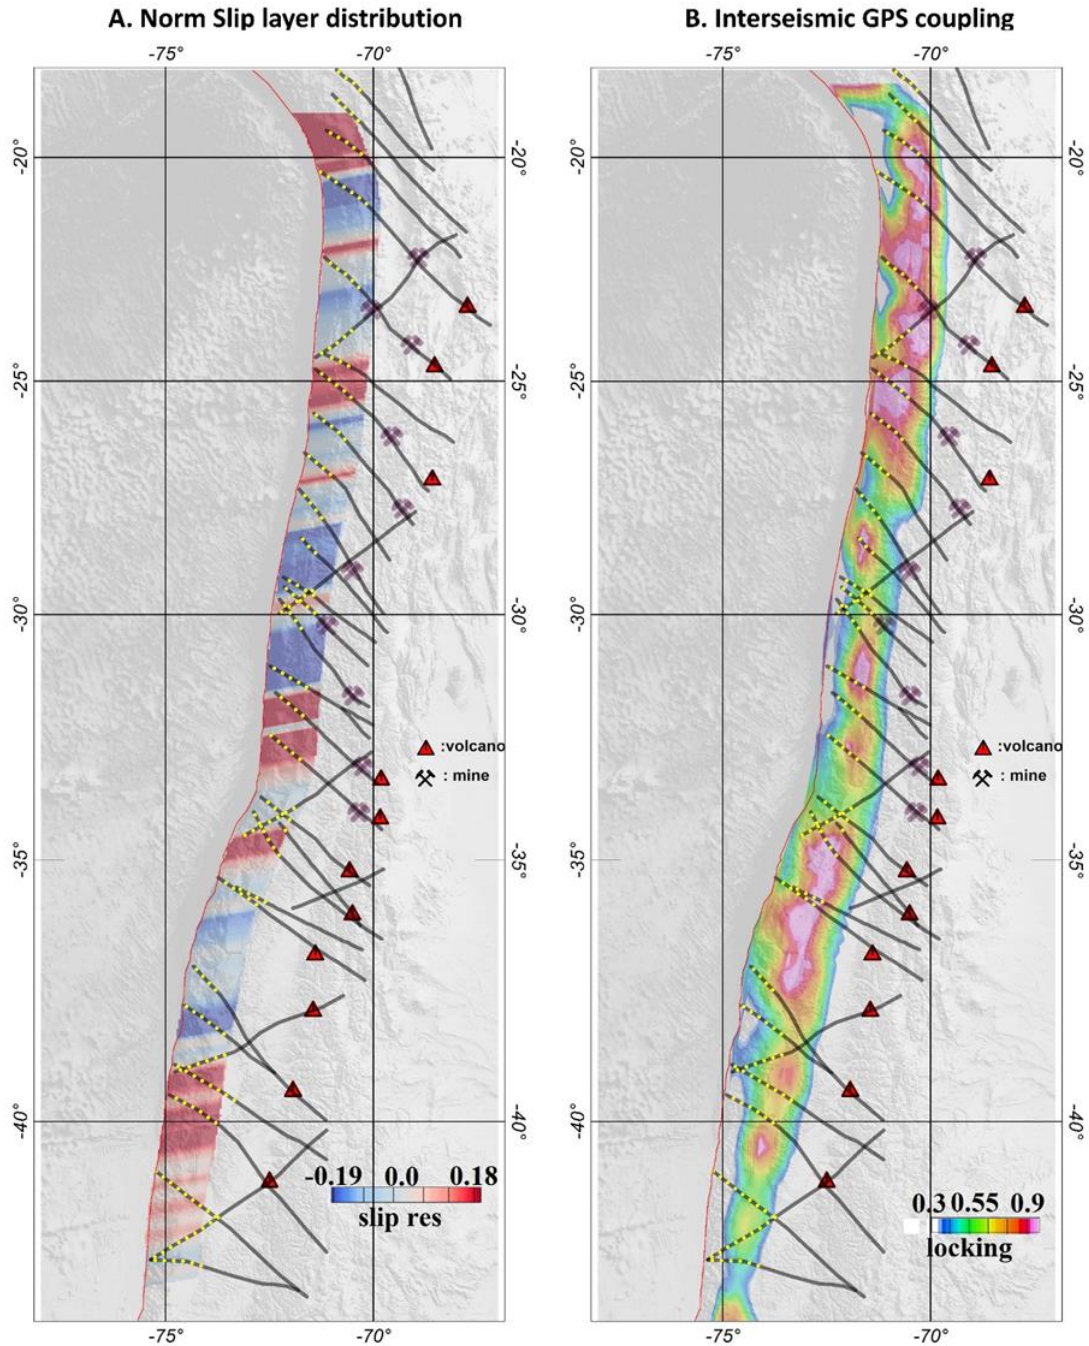 A. Norm Slip layer distribution
B. Interseismic GPS coupling
-75° -70° -75° -70°
-20° -20° -20° -20°
-25° -25° -25° -25°
-30° -30° -30° -30°
:volcano :volcano
: mine : mine
-35° -35° -35° -35°
-40° -40° -40° -40°
-0.19 0.0 0.18
slip res
0.3 0.55 0.9
locking
-75° -70° -75° -70°